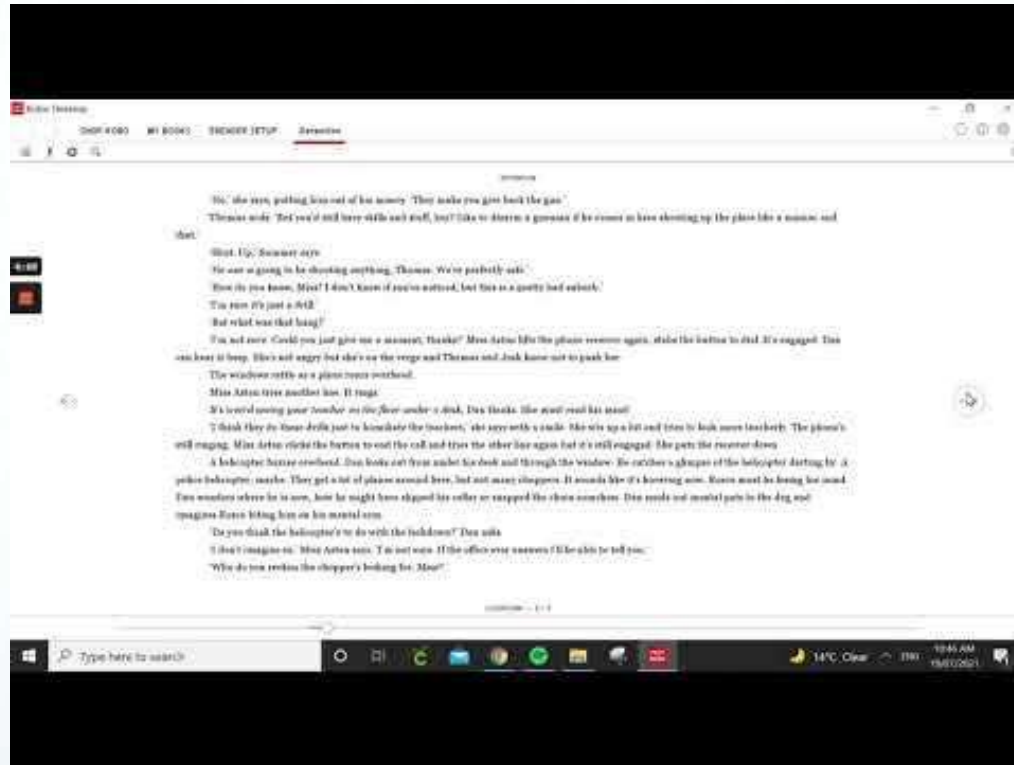 Kobo Desktop
SHOP KOBO MY BOOKS EREADER SETUP Detention
'No,' she says, putting him out of his misery. 'They make you give back the gun.'
Thomas nods. 'But you'd still have skills and stuff, hey? Like to disarm a gunman if he comes in here shooting up the place like a maniac and
that.'
'Shut. Up,' Summer says.
'No one is going to be shooting anything, Thomas. We're perfectly safe.'
'How do you know, Miss? I don't know if you've noticed, but this is a pretty bad suburb.'
'I'm sure it's just a drill.'
'But what was that bang?'
'I'm not sure. Could you just give me a moment, thanks?' Miss Aston lifts the phone receiver again, stabs the button to dial. It's engaged. Dan
can hear it beep. She's not angry but she's on the verge and Thomas and Josh know not to push her.
The windows rattle as a plane roars overhead.
Miss Aston tries another line. It rings.
It's weird seeing your teacher on the floor under a desk, Dan thinks. She must read his mind.
'I think they do these drills just to humiliate the teachers,' she says with a smile. She sits up a bit and tries to look more teacherly. The phone's
still ringing. Miss Aston clicks the button to end the call and tries the other line again but it's still engaged. She puts the receiver down.
A helicopter buzzes overhead. Dan looks out from under his desk and through the window. He catches a glimpse of the helicopter darting by. A
police helicopter, maybe. They get a lot of planes around here, but not many choppers. It sounds like it's hovering now. Rosco must be losing his mind.
Dan wonders where he is now, how he might have slipped his collar or snapped the chain somehow. Dan sends out mental pats to the dog and
imagines Rosco biting him on his mental arm.
'Do you think the helicopter's to do with the lockdown?' Dan asks.
'I don't imagine so,' Miss Aston says. 'I'm not sure. If the office ever answers I'll be able to tell you.'
'Who do you reckon the chopper's looking for, Miss?'
Type here to search
14°C Clear
ENG
10:46 AM